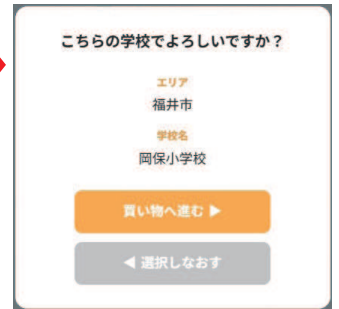 こちらの学校でよろしいですか？
エリア
福井市
学校名
岡保小学校
買い物へ進む ▶
◀ 選択しなおす